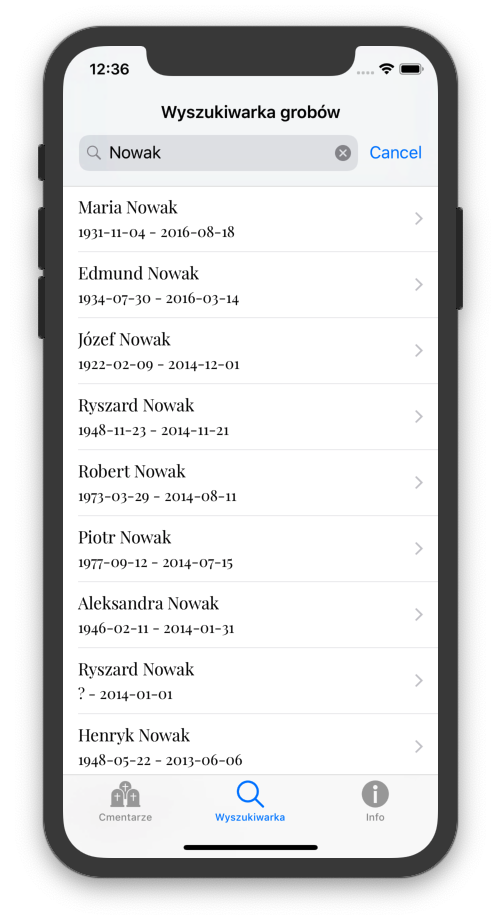 12:36
Wyszukiwarka grobów
Nowak
Cancel
Maria Nowak
1931-11-04 - 2016-08-18
Edmund Nowak
1934-07-30 - 2016-03-14
Józef Nowak
1922-02-09 - 2014-12-01
Ryszard Nowak
1948-11-23 - 2014-11-21
Robert Nowak
1973-03-29 - 2014-08-11
Piotr Nowak
1977-09-12 - 2014-07-15
Aleksandra Nowak
1946-02-11 - 2014-01-31
Ryszard Nowak
? - 2014-01-01
Henryk Nowak
1948-05-22 - 2013-06-06
Cmentarze
Wyszukiwarka
Info